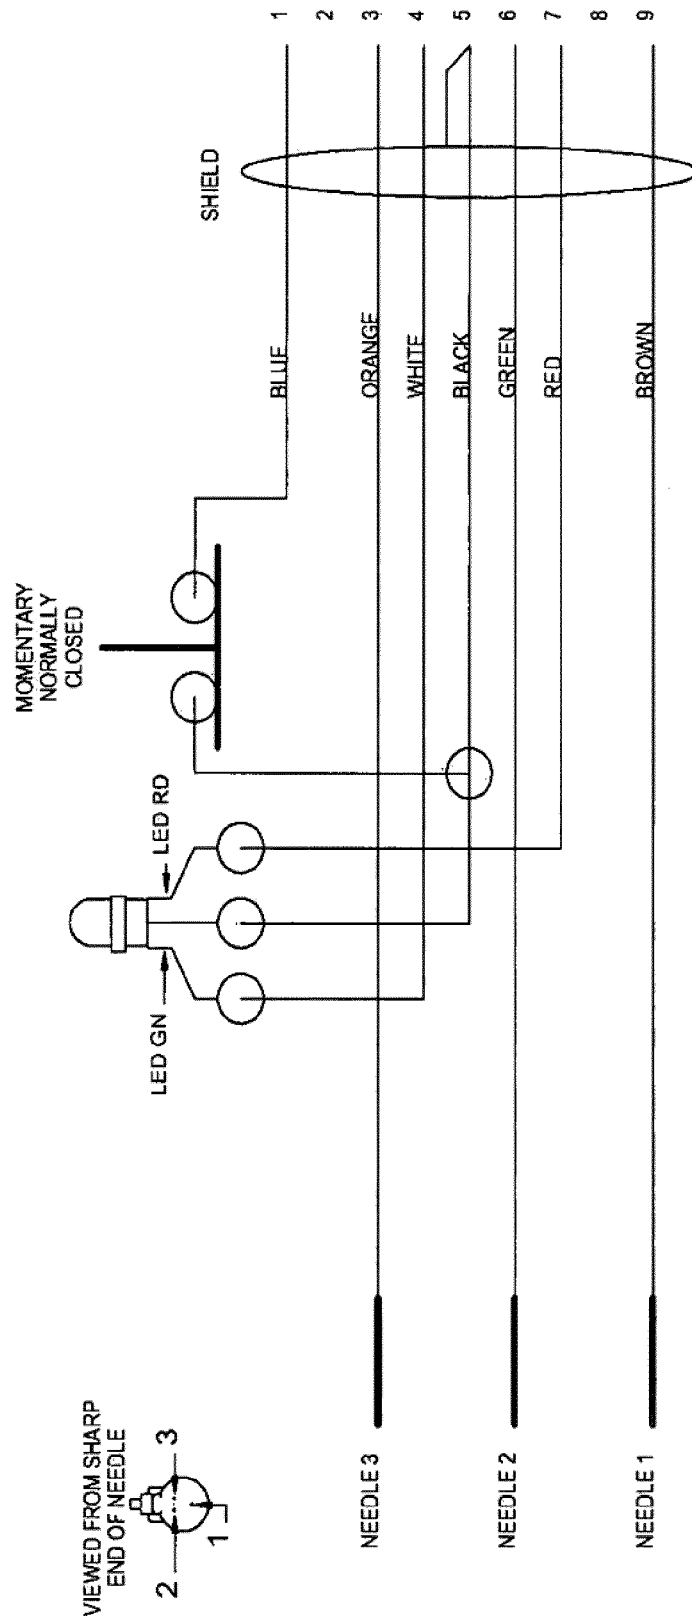 VIEWED FROM SHARP
END OF NEEDLE
2
3
1
LED GN
LED RD
MOMENTARY
NORMALLY
CLOSED
SHIELD
BLUE
ORANGE
WHITE
BLACK
GREEN
RED
BROWN
1
2
3
4
5
6
7
8
9
NEEDLE 3
NEEDLE 2
NEEDLE 1